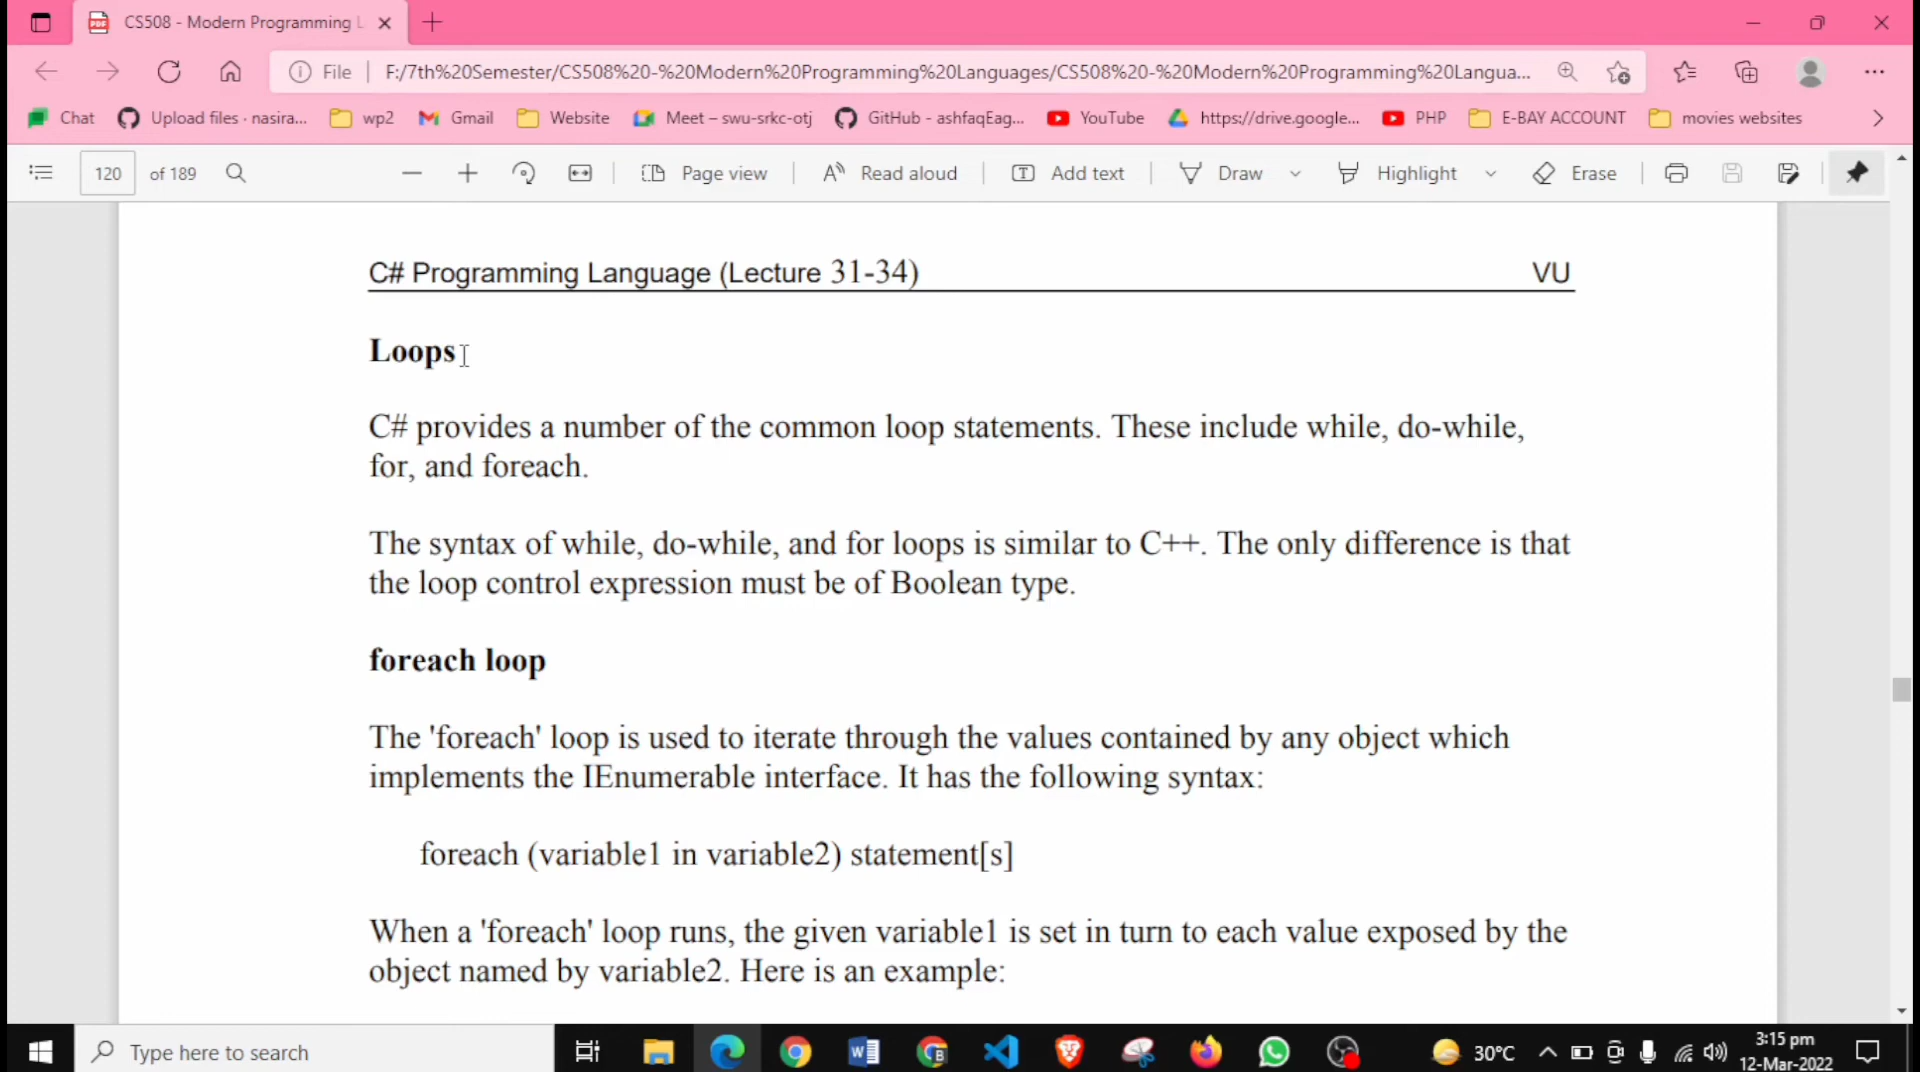 CS508 - Modern Programming L
File F:/7th%20Semester/CS508%20-%20Modern%20Programming%20Languages/CS508%20-%20Modern%20Programming%20Langua...
Chat Upload files · nasira... wp2 Gmail Website Meet – swu-srkc-otj GitHub - ashfaqEag... YouTube https://drive.google... PHP E-BAY ACCOUNT movies websites
120 of 189 Page view Read aloud Add text Draw Highlight Erase
C# Programming Language (Lecture 31-34) VU
Loops
C# provides a number of the common loop statements. These include while, do-while,
for, and foreach.
The syntax of while, do-while, and for loops is similar to C++. The only difference is that
the loop control expression must be of Boolean type.
foreach loop
The 'foreach' loop is used to iterate through the values contained by any object which
implements the IEnumerable interface. It has the following syntax:
foreach (variable1 in variable2) statement[s]
When a 'foreach' loop runs, the given variable1 is set in turn to each value exposed by the
object named by variable2. Here is an example:
Type here to search 30°C 3:15 pm
12-Mar-2022